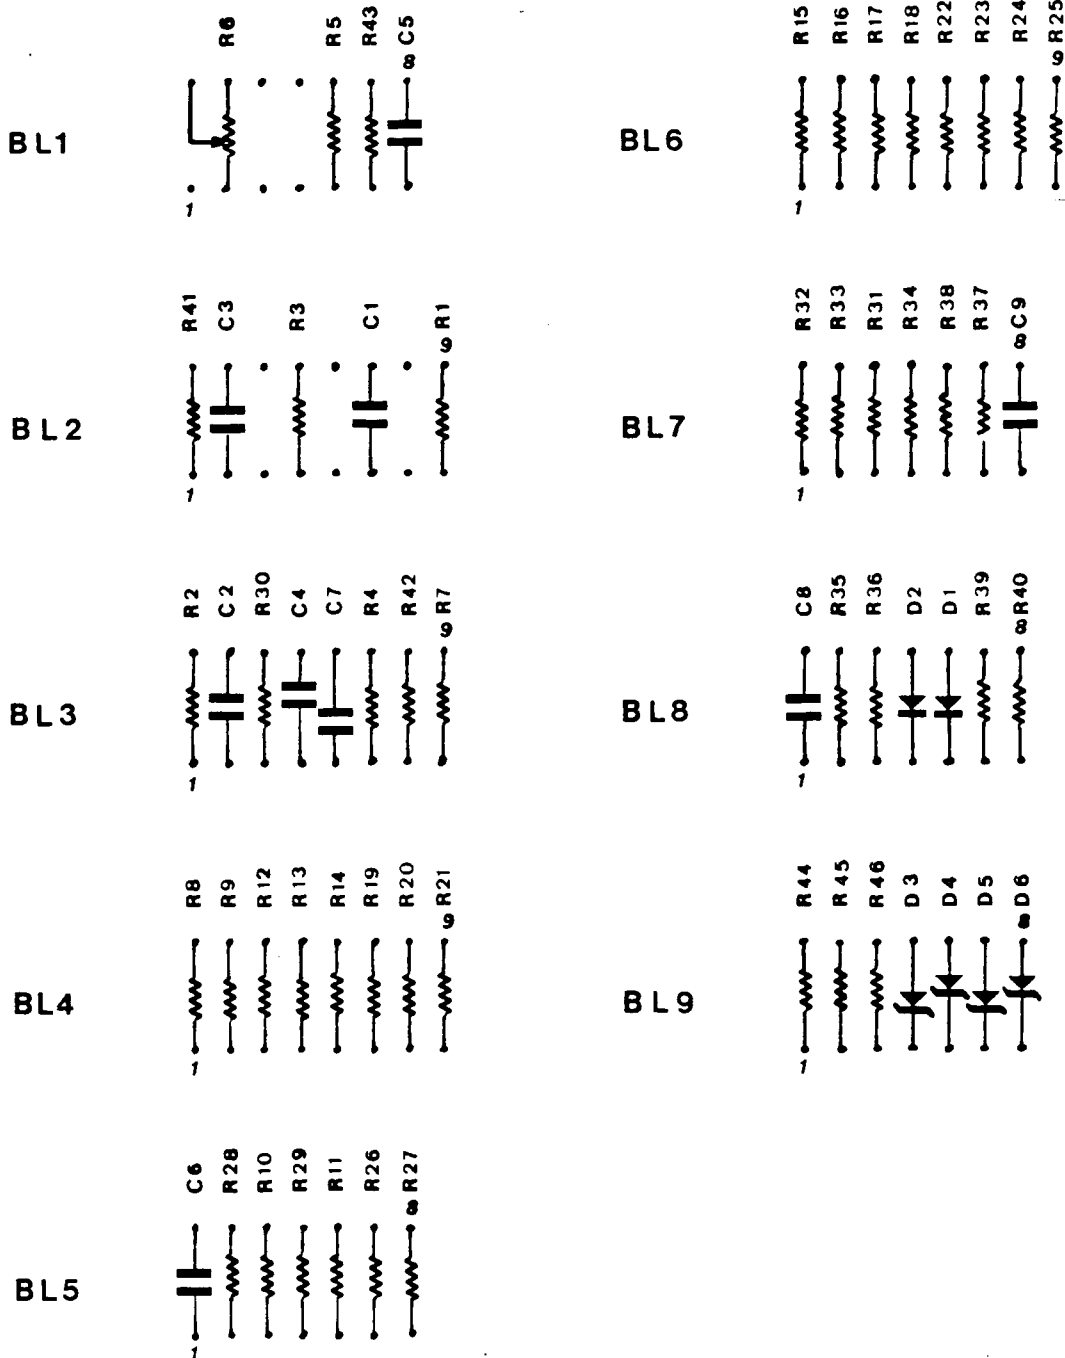 BL1
R6 R5 R43 C5
8
1
BL2
R41 C3 R3 C1 R1
9
1
BL3
R2 C2 R30 C4 C7 R4 R42 R7
9
1
BL4
R8 R9 R12 R13 R14 R19 R20 R21
9
1
BL5
C6 R28 R10 R29 R11 R26 R27
8
1
BL6
R15 R16 R17 R18 R22 R23 R24 R25
9
1
BL7
R32 R33 R31 R34 R38 R37 C9
8
1
BL8
C8 R35 R36 D2 D1 R39 R40
8
1
BL9
R44 R45 R46 D3 D4 D5 D6
8
1